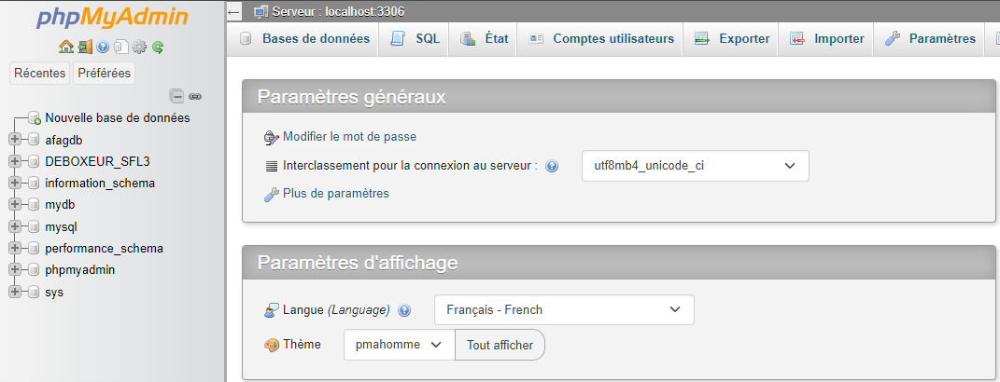 phpMyAdmin
Récentes
Préférées
Nouvelle base de données
afagdb
DEBOXEUR_SFL3
information_schema
mydb
mysql
performance_schema
phpmyadmin
sys
Serveur : localhost:3306
Bases de données
SQL
État
Comptes utilisateurs
Exporter
Importer
Paramètres
Paramètres généraux
Modifier le mot de passe
Interclassement pour la connexion au serveur : utf8mb4_unicode_ci
Plus de paramètres
Paramètres d'affichage
Langue (Language) Français - French
Thème pmahomme Tout afficher